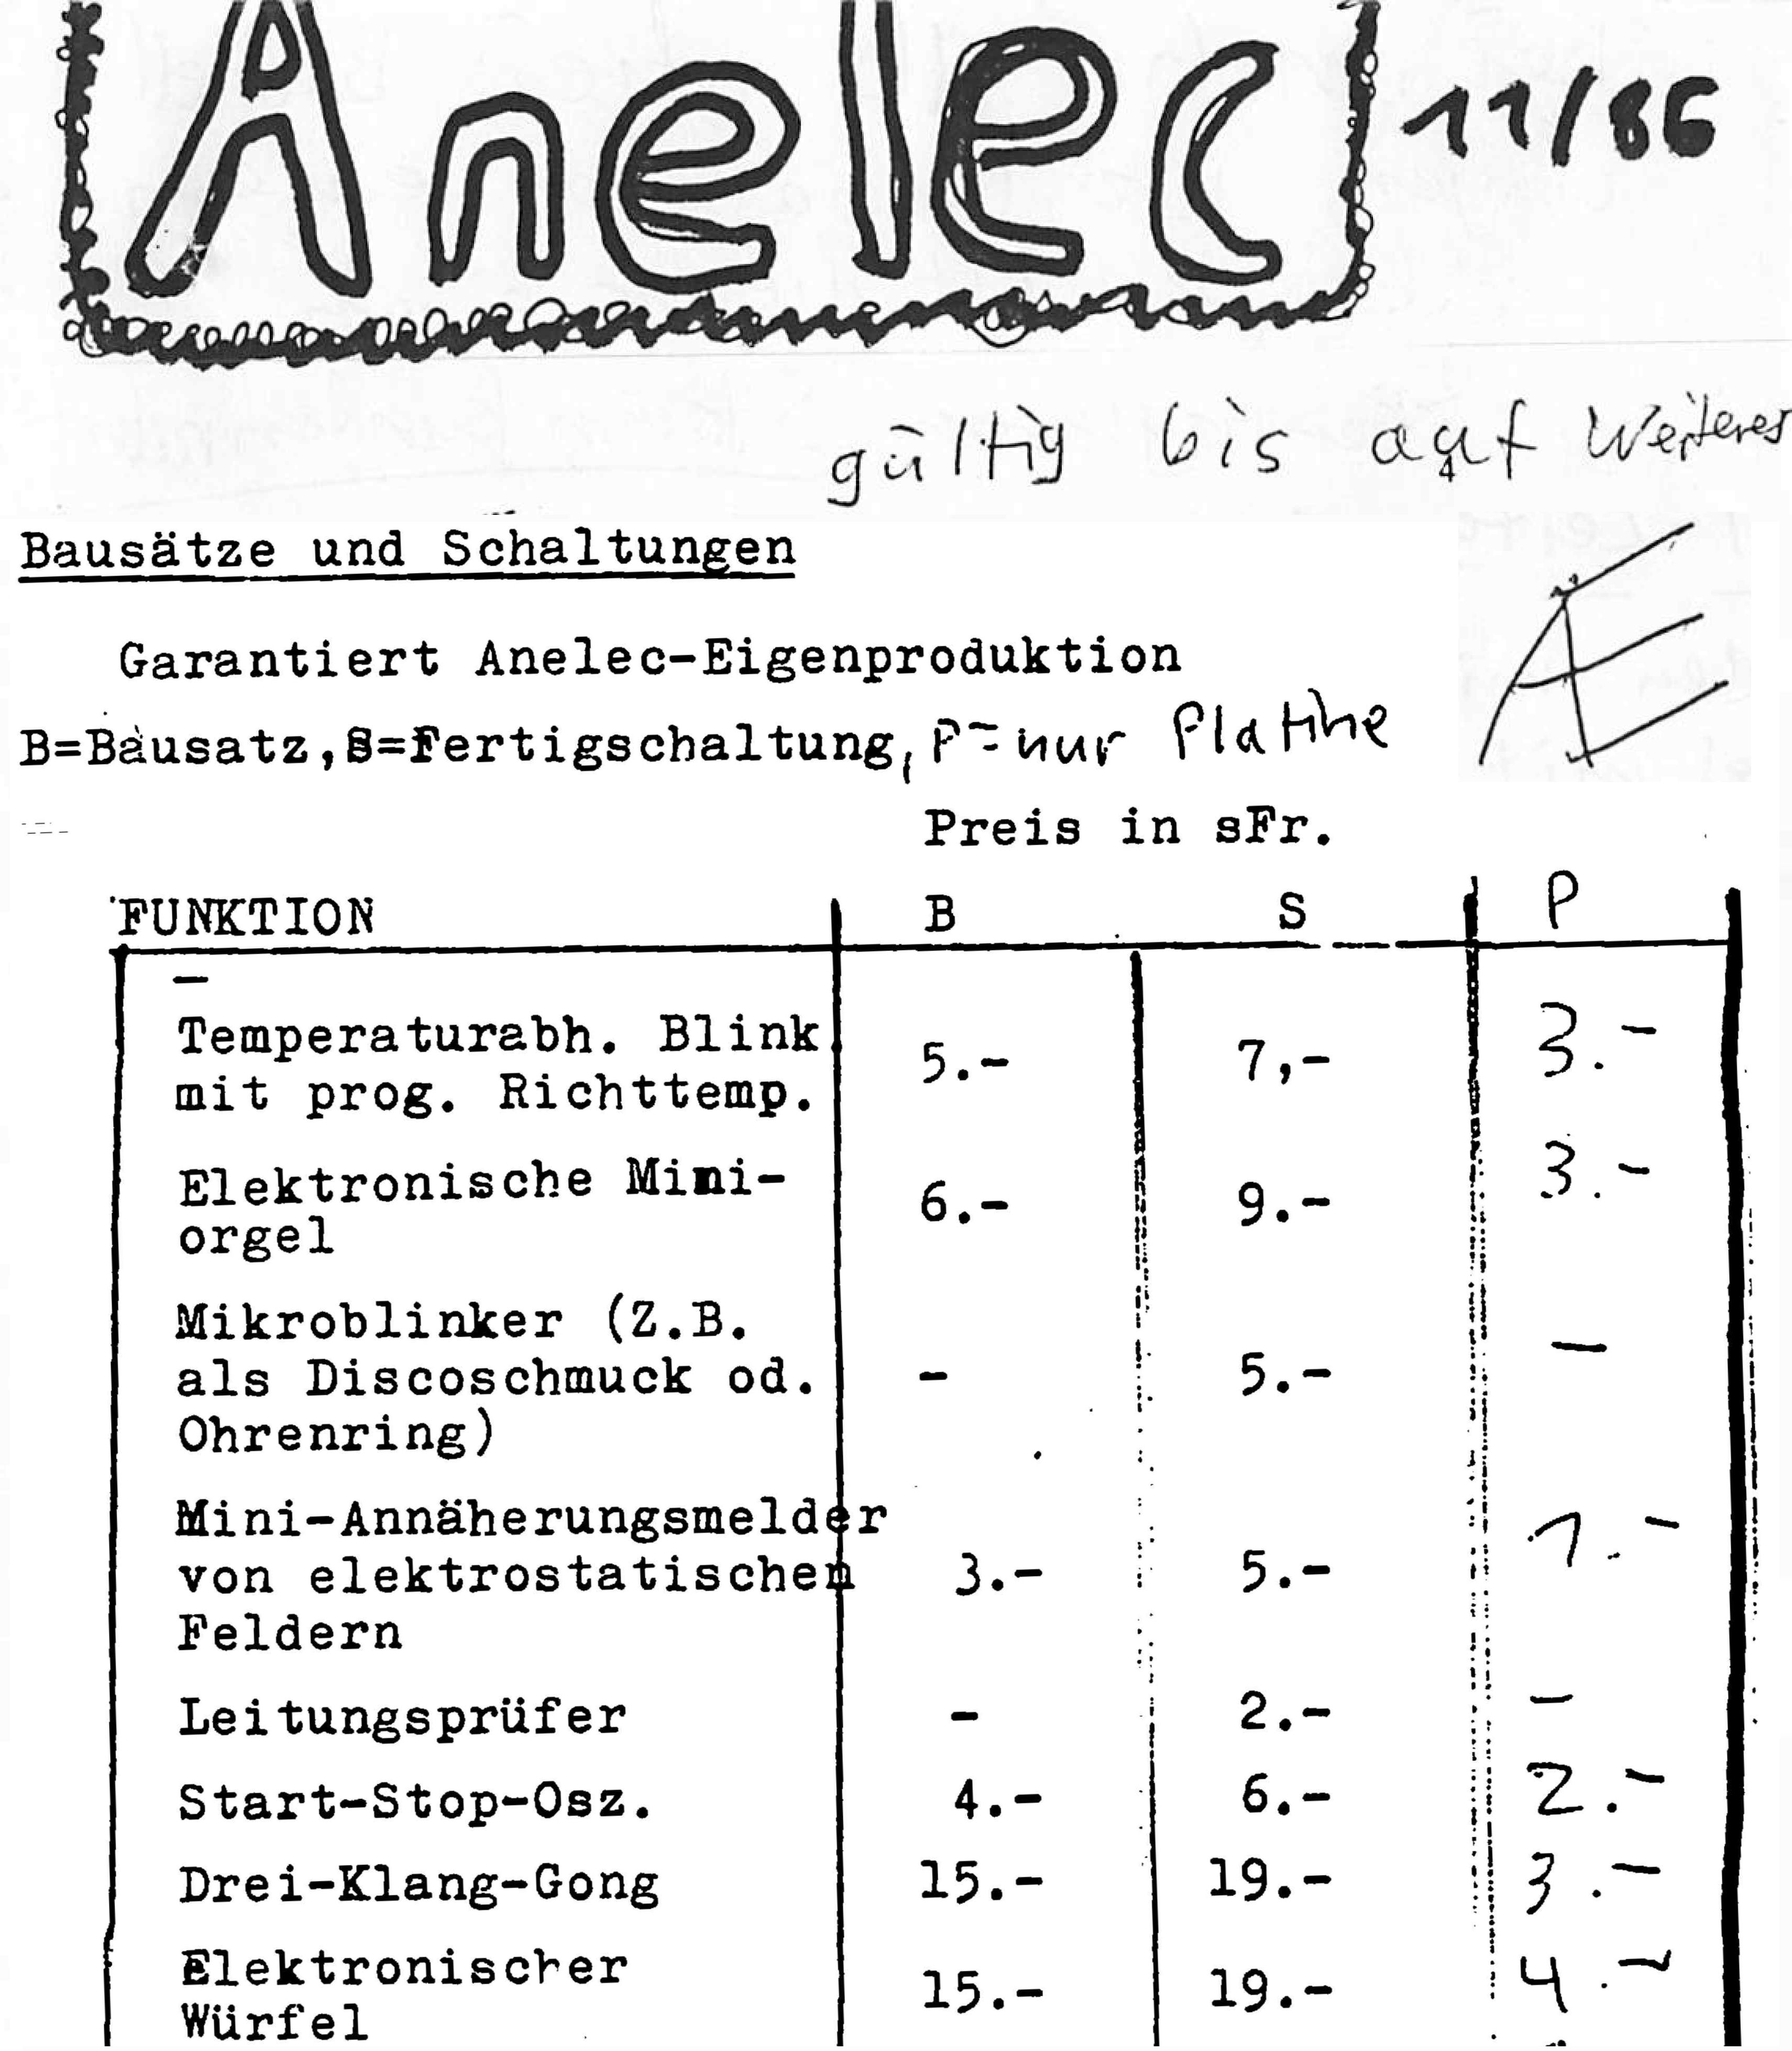 Anelec 11/86
gültig bis auf Weiteres
Bausätze und Schaltungen
Garantiert Anelec-Eigenproduktion
B=Bausatz,S=Fertigschaltung, P=nur Platine
AE
Preis in sFr.
FUNKTION B S P
Temperaturabh. Blink
mit prog. Richttemp. 5.- 7,- 3.-
Elektronische Mini-
orgel 6.- 9.- 3.-
Mikroblinker (Z.B.
als Discoschmuck od. - 5.- -
Ohrenring)
Mini-Annäherungsmelder
von elektrostatischen 3.- 5.- 1.-
Feldern
Leitungsprüfer - 2.- -
Start-Stop-Osz. 4.- 6.- 2.-
Drei-Klang-Gong 15.- 19.- 3.-
Elektronischer
Würfel 15.- 19.- 4.-